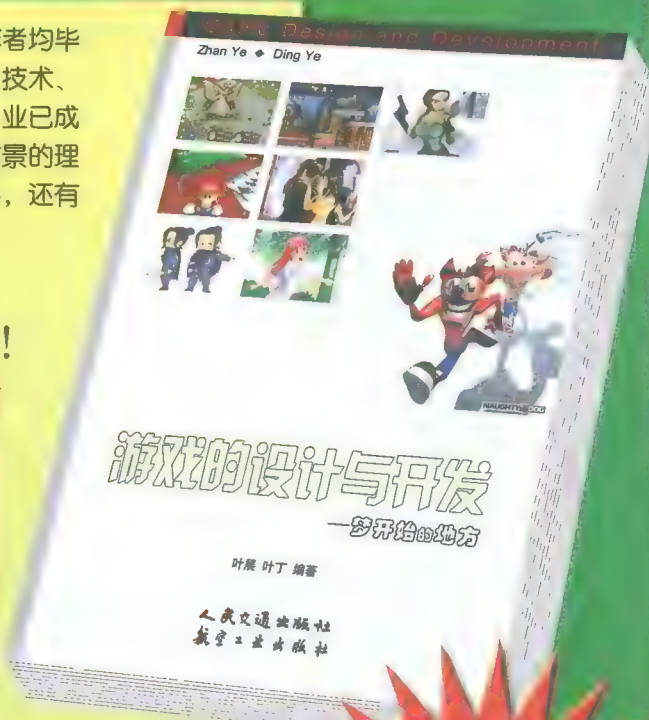 者均毕
技术、
业已成
景的理
，还有
！
Game Design and Development
Zhan Ye ◆ Ding Ye
NAUGHTY DOG
游戏的设计与开发
—梦开始的地方
叶展 叶丁 编著
人民交通出版社
航空工业出版社